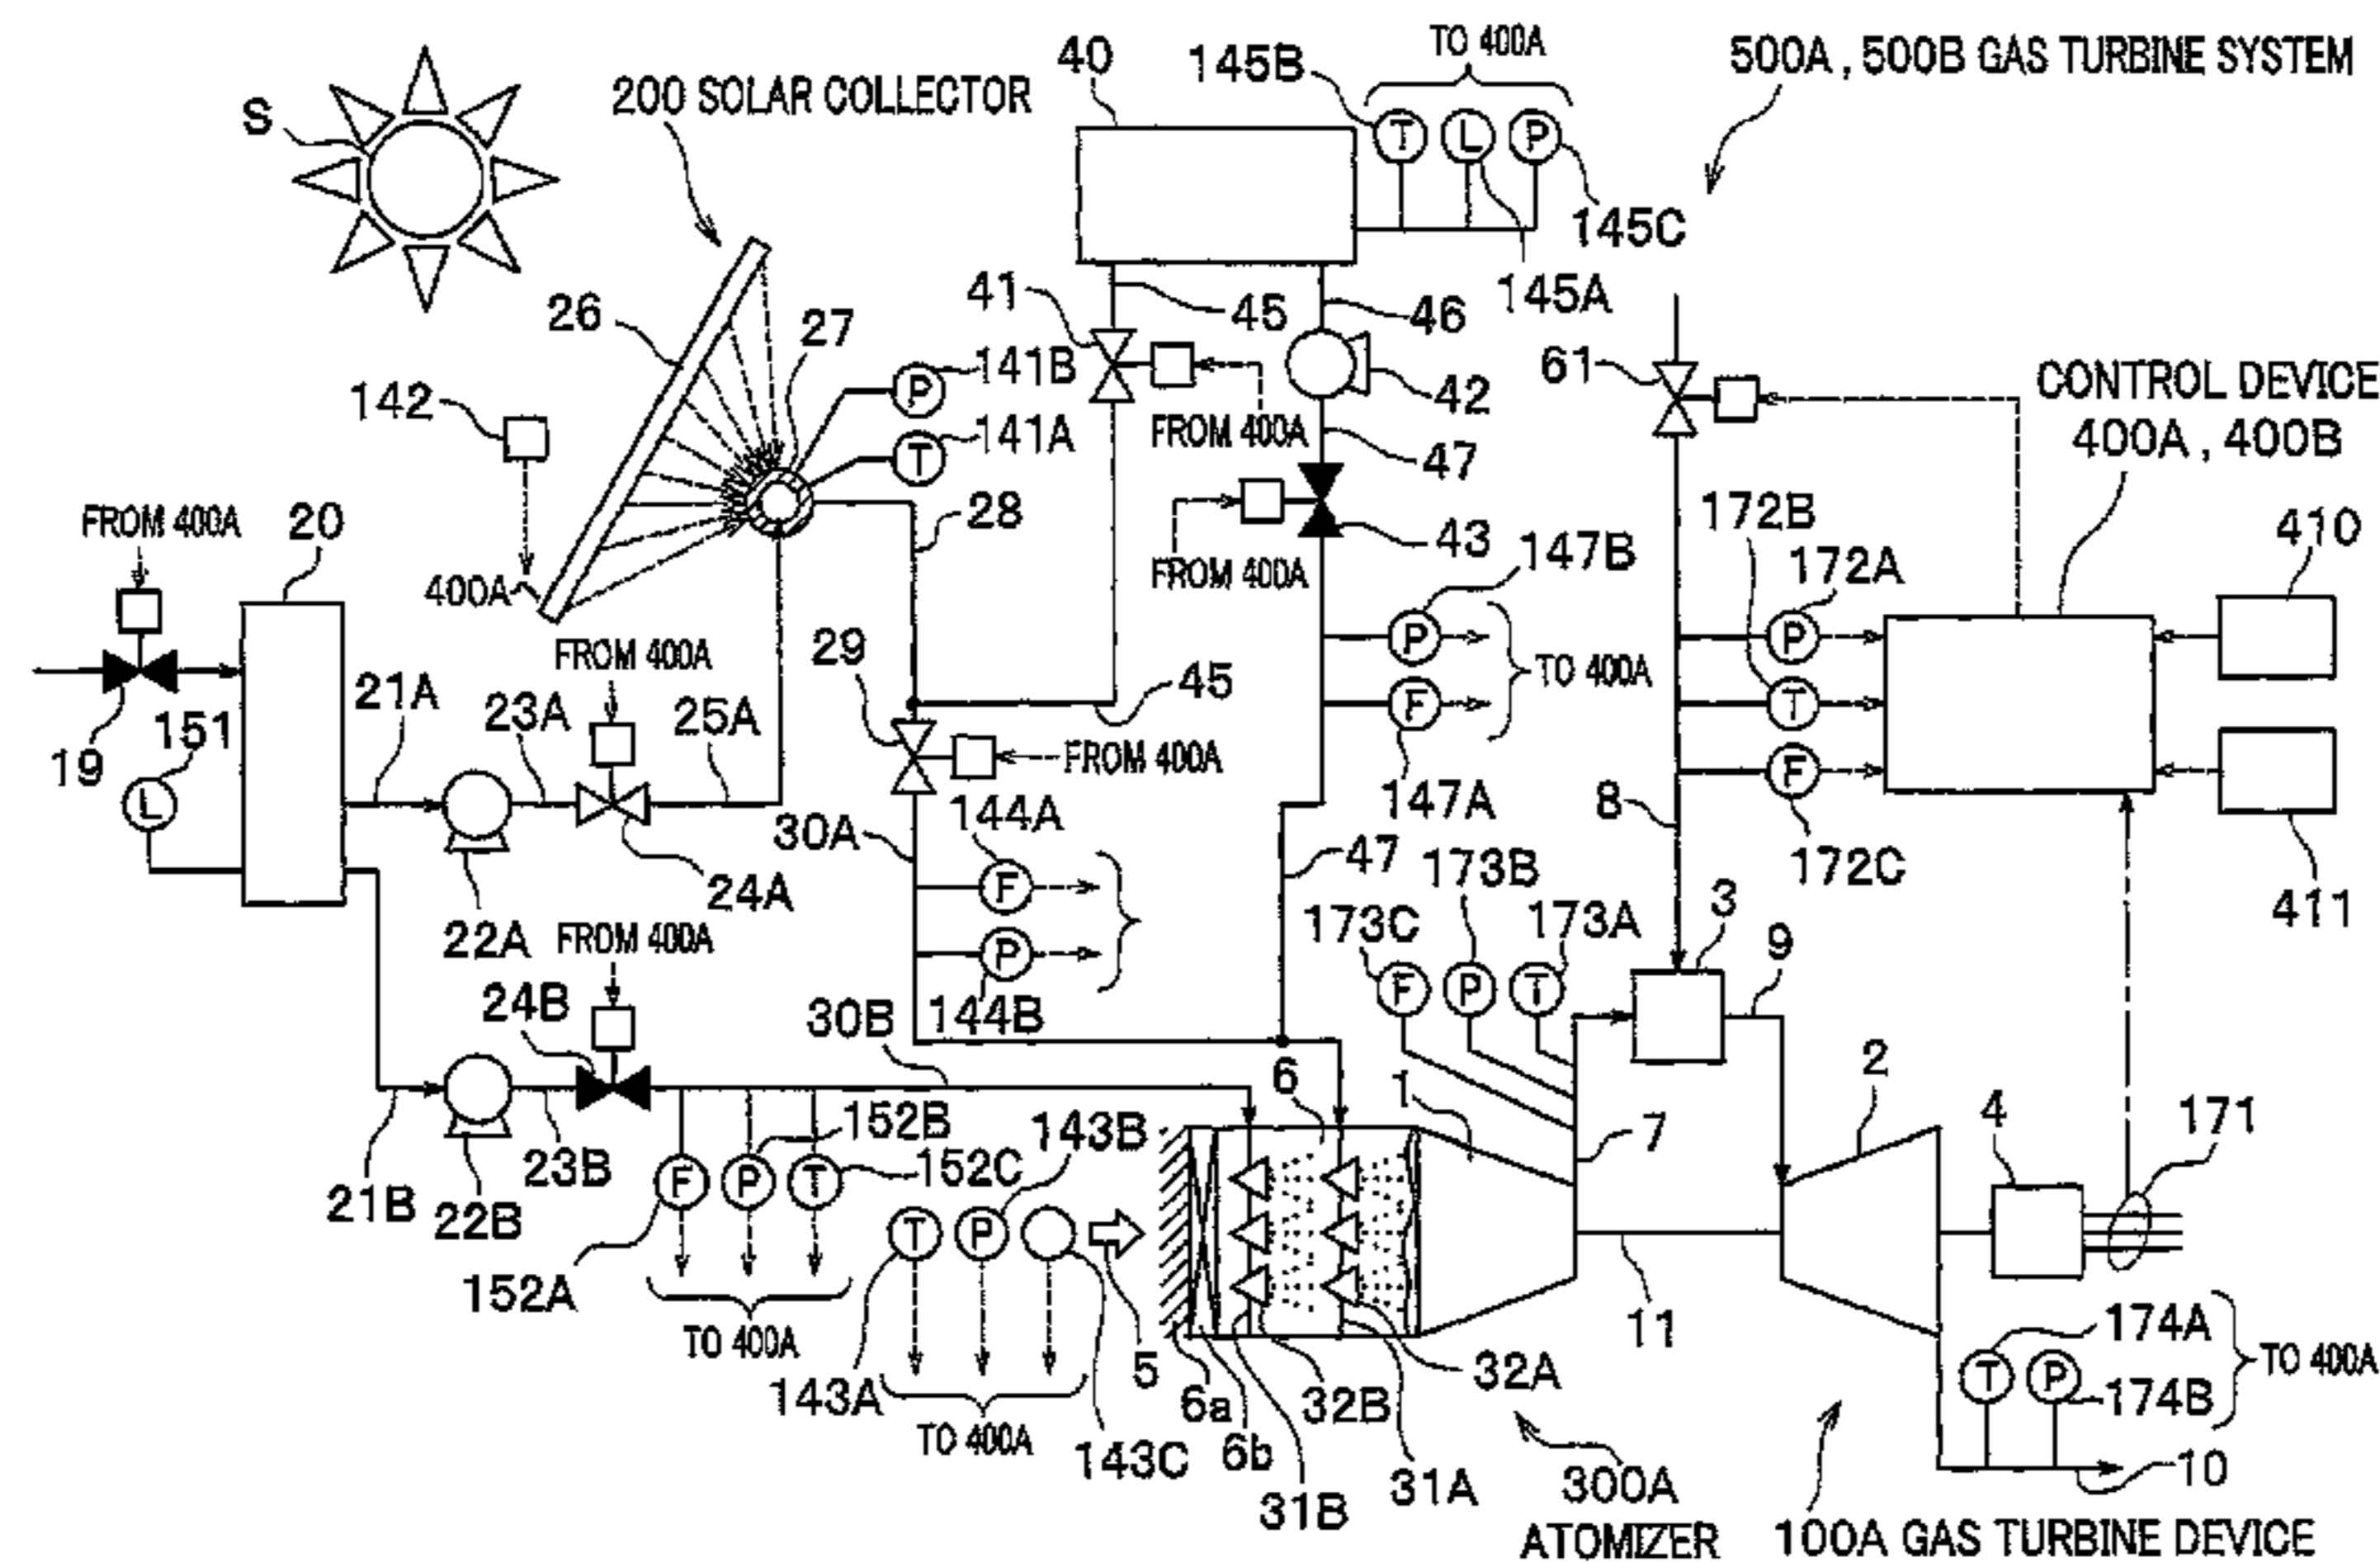 TO 400A
500A, 500B GAS TURBINE SYSTEM
40
145B
200 SOLAR COLLECTOR
S
T
L
P
145C
145A
41
45
46
26
27
61
CONTROL DEVICE
400A, 400B
142
141B
P
42
FROM 400A
141A
T
47
172B
FROM 400A
20
28
43
147B
172A
410
FROM 400A
400A
P
P
FROM 400A
29
TO 400A
21A
23A
25A
45
F
T
151
19
FROM 400A
147A
F
L
8
144A
30A
172C
411
47
173B
3
24A
F
173C
173A
9
22A
FROM 400A
P
F
P
T
24B
144B
30B
2
6
1
152B
143B
7
4
171
21B
23B
152C
22B
F
P
T
T
P
152A
TO 400A
5
11
174A
TO 400A
143A
6a
32B
32A
T
P
174B
TO 400A
143C
6b
10
31B
31A
300A
ATOMIZER
100A GAS TURBINE DEVICE